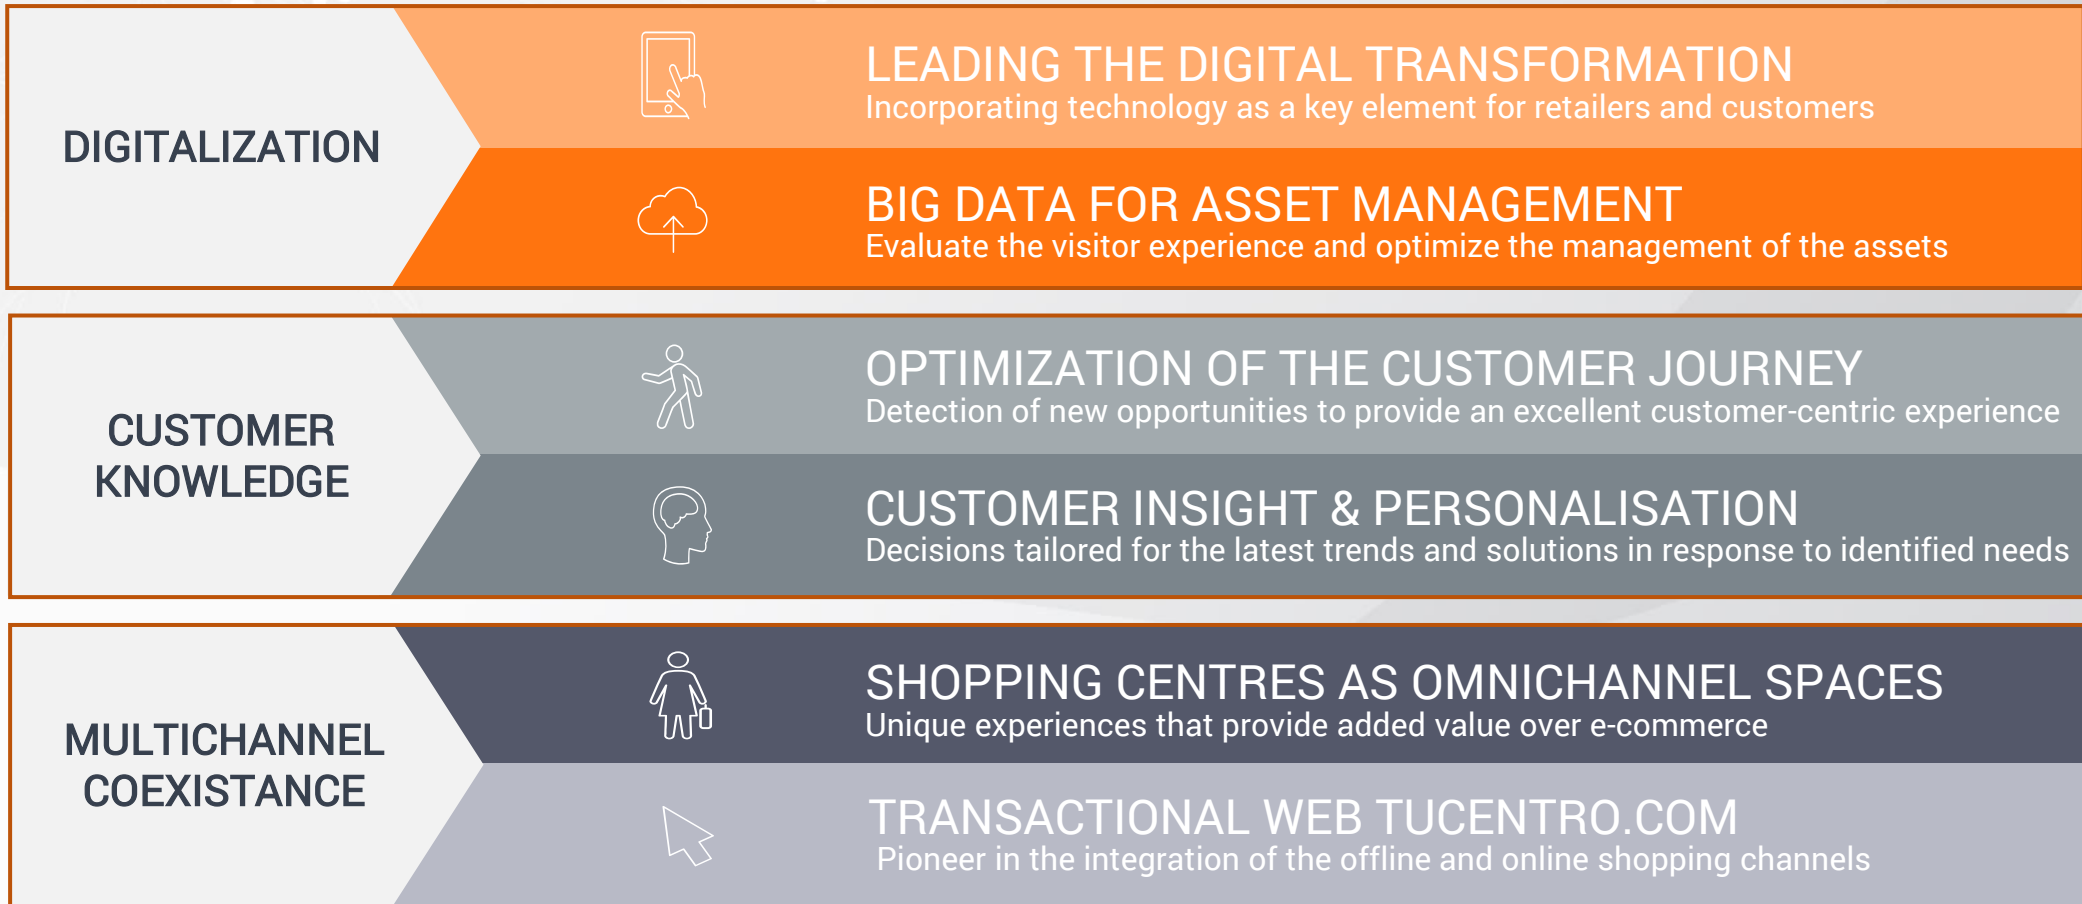 DIGITALIZATION
LEADING THE DIGITAL TRANSFORMATION
Incorporating technology as a key element for retailers and customers
BIG DATA FOR ASSET MANAGEMENT
Evaluate the visitor experience and optimize the management of the assets
CUSTOMER
KNOWLEDGE
OPTIMIZATION OF THE CUSTOMER JOURNEY
Detection of new opportunities to provide an excellent customer-centric experience
CUSTOMER INSIGHT & PERSONALISATION
Decisions tailored for the latest trends and solutions in response to identified needs
MULTICHANNEL
COEXISTANCE
SHOPPING CENTRES AS OMNICHANNEL SPACES
Unique experiences that provide added value over e-commerce
TRANSACTIONAL WEB TUCENTRO.COM
Pioneer in the integration of the offline and online shopping channels